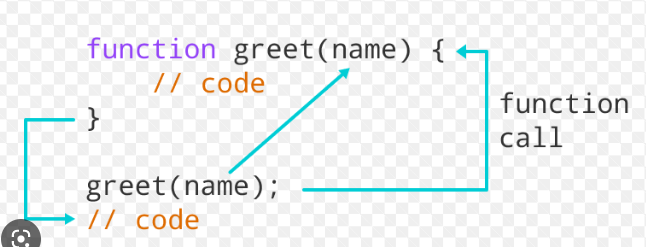 function greet(name) {
// code
}
function
call
greet(name);
// code